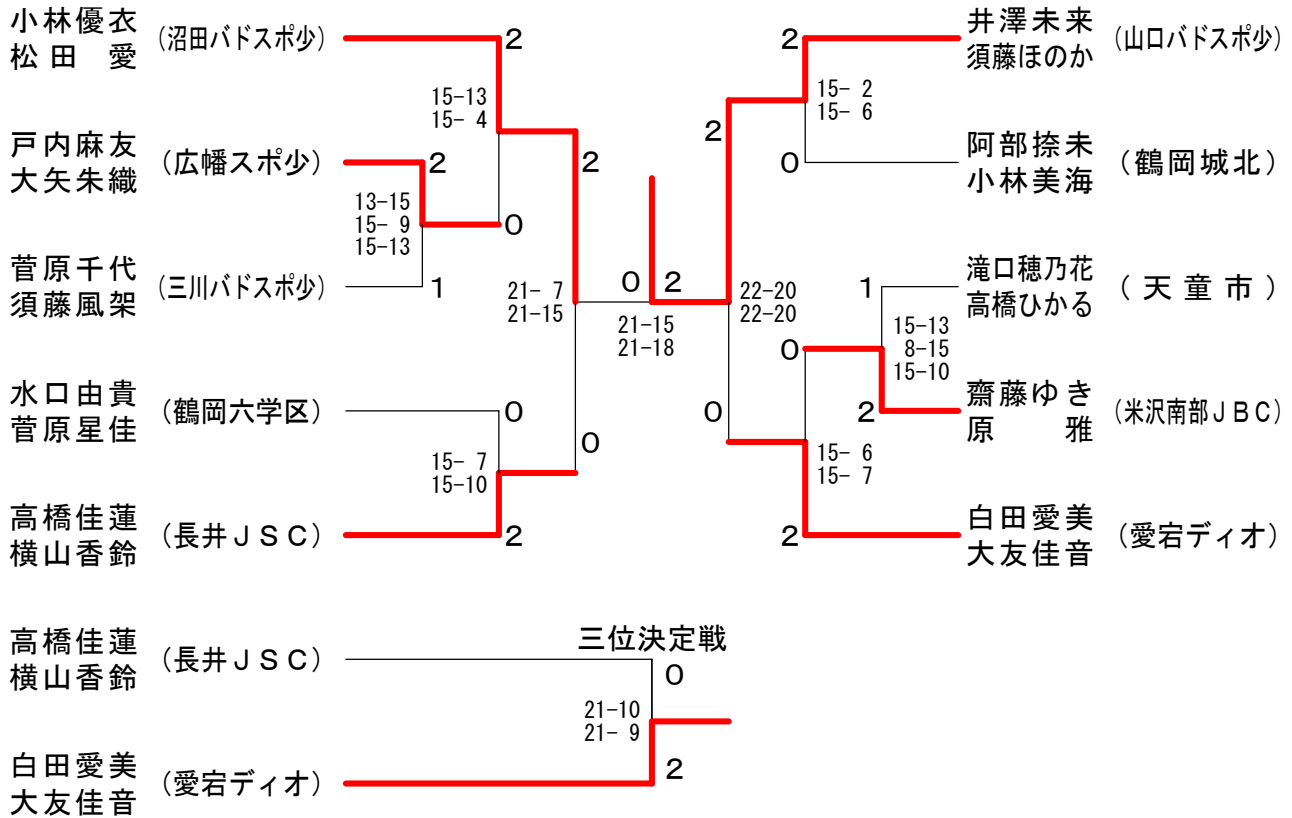 小林優衣
松田 愛
(沼田バドスポ少)
2
15-13
15- 4
戸内麻友
大矢朱織
(広幡スポ少)
2
2
13-15
15- 9
15-13
0
菅原千代
須藤風架
(三川バドスポ少)
1
21- 7
21-15
水口由貴
菅原星佳
(鶴岡六学区)
0
0
15- 7
15-10
高橋佳蓮
横山香鈴
(長井JSC)
2
0
2
21-15
21-18
井澤未来
須藤ほのか
(山口バドスポ少)
2
15- 2
15- 6
2
阿部捺未
小林美海
(鶴岡城北)
0
滝口穂乃花
高橋ひかる
(天童市)
1
22-20
22-20
15-13
8-15
15-10
0
齋藤ゆき
原 雅
(米沢南部JBC)
2
0
15- 6
15- 7
白田愛美
大友佳音
(愛宕ディオ)
2
三位決定戦
高橋佳蓮
横山香鈴
(長井JSC)
0
21-10
21- 9
白田愛美
大友佳音
(愛宕ディオ)
2